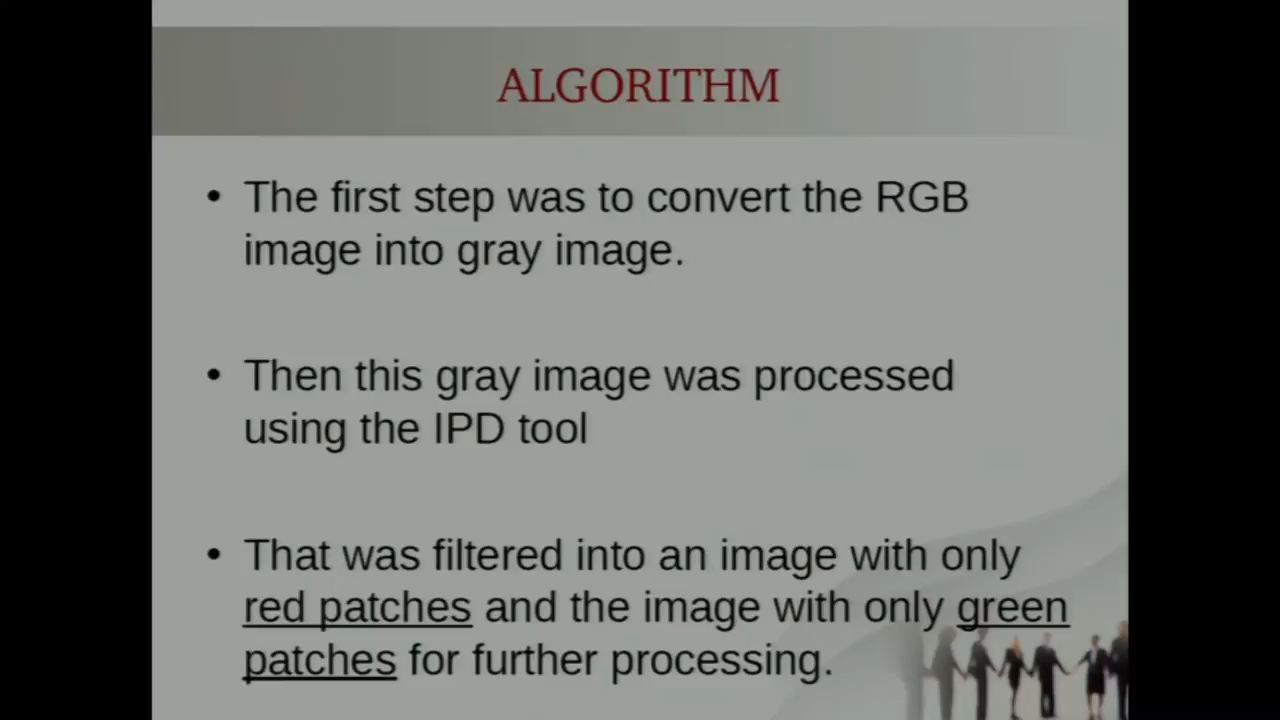 ALGORITHM
• The first step was to convert the RGB
image into gray image.
• Then this gray image was processed
using the IPD tool
• That was filtered into an image with only
red patches and the image with only green
patches for further processing.